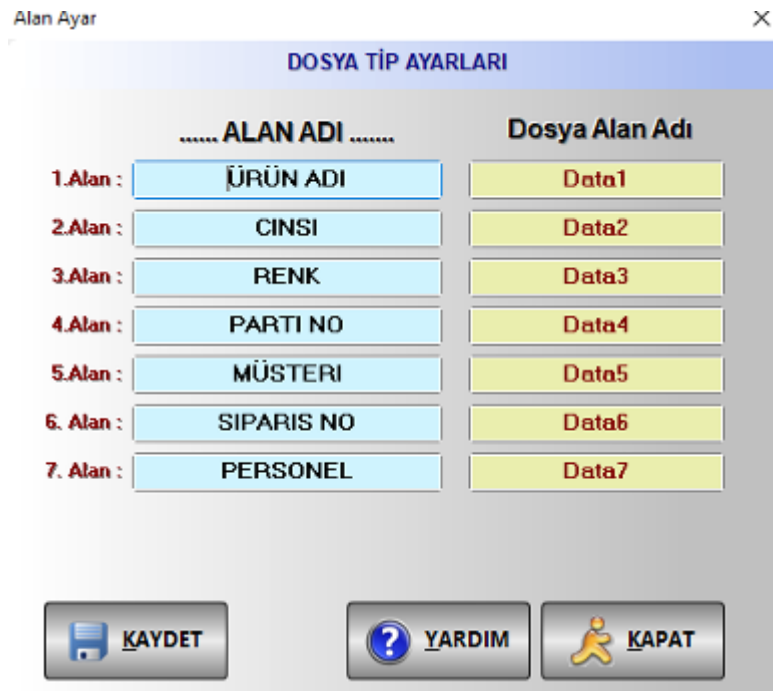 Alan Ayar
DOSYA TİP AYARLARI
...... ALAN ADI ....... Dosya Alan Adı
1.Alan : ÜRÜN ADI Data1
2.Alan : CINSI Data2
3.Alan : RENK Data3
4.Alan : PARTI NO Data4
5.Alan : MÜSTERI Data5
6. Alan : SIPARIS NO Data6
7. Alan : PERSONEL Data7
KAYDET YARDIM KAPAT